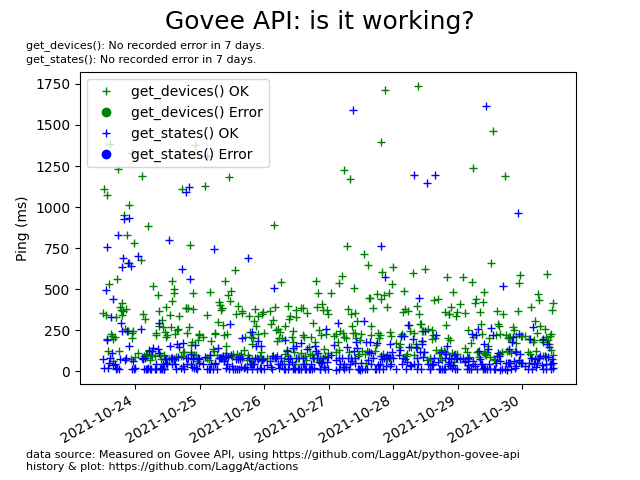 Govee API: is it working?
get_devices(): No recorded error in 7 days.
get_states(): No recorded error in 7 days.
get_devices() OK
get_devices() Error
get_states() OK
get_states() Error
Ping (ms)
1750
1500
1250
1000
750
500
250
0
2021-10-24
2021-10-25
2021-10-26
2021-10-27
2021-10-28
2021-10-29
2021-10-30
data source: Measured on Govee API, using https://github.com/LaggAt/python-govee-api
history & plot: https://github.com/LaggAt/actions